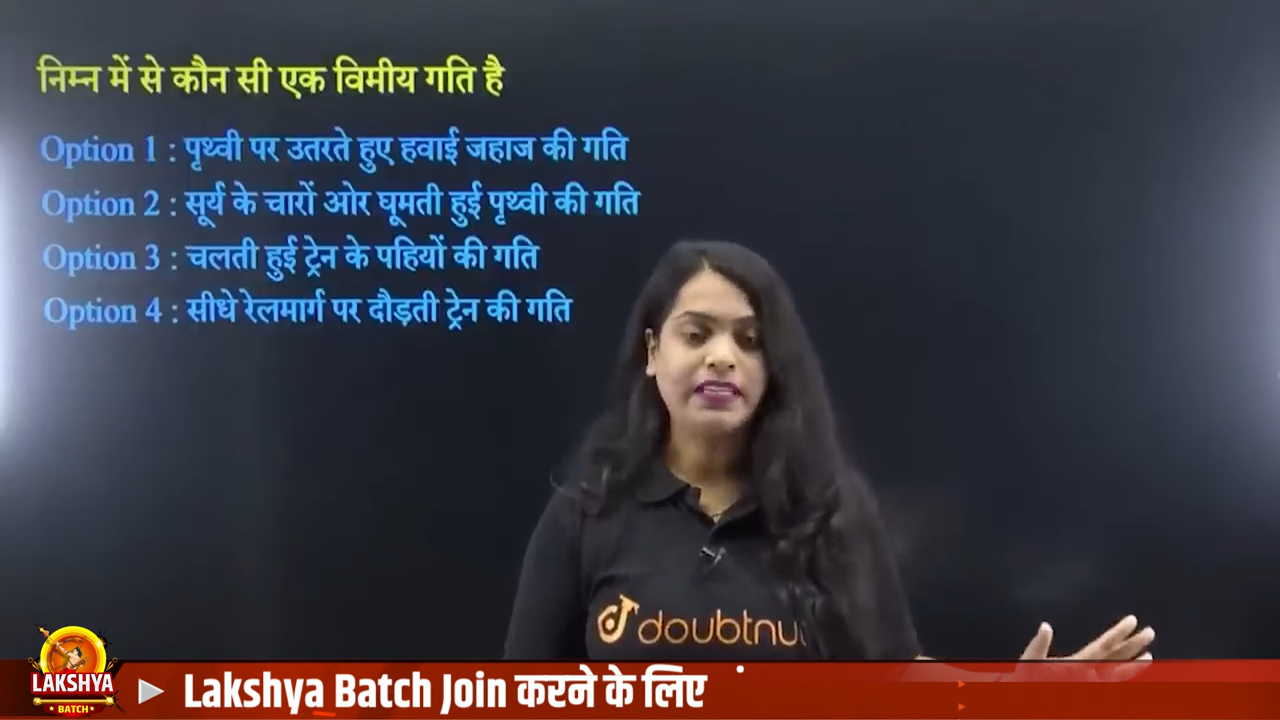 निम्न में से कौन सी एक विमीय गति है
Option 1 : पृथ्वी पर उतरते हुए हवाई जहाज की गति
Option 2 : सूर्य के चारों ओर घूमती हुई पृथ्वी की गति
Option 3 : चलती हुई ट्रेन के पहियों की गति
Option 4 : सीधे रेलमार्ग पर दौड़ती ट्रेन की गति
doubtnu
LAKSHYA
BATCH
Lakshya Batch Join करने के लिए